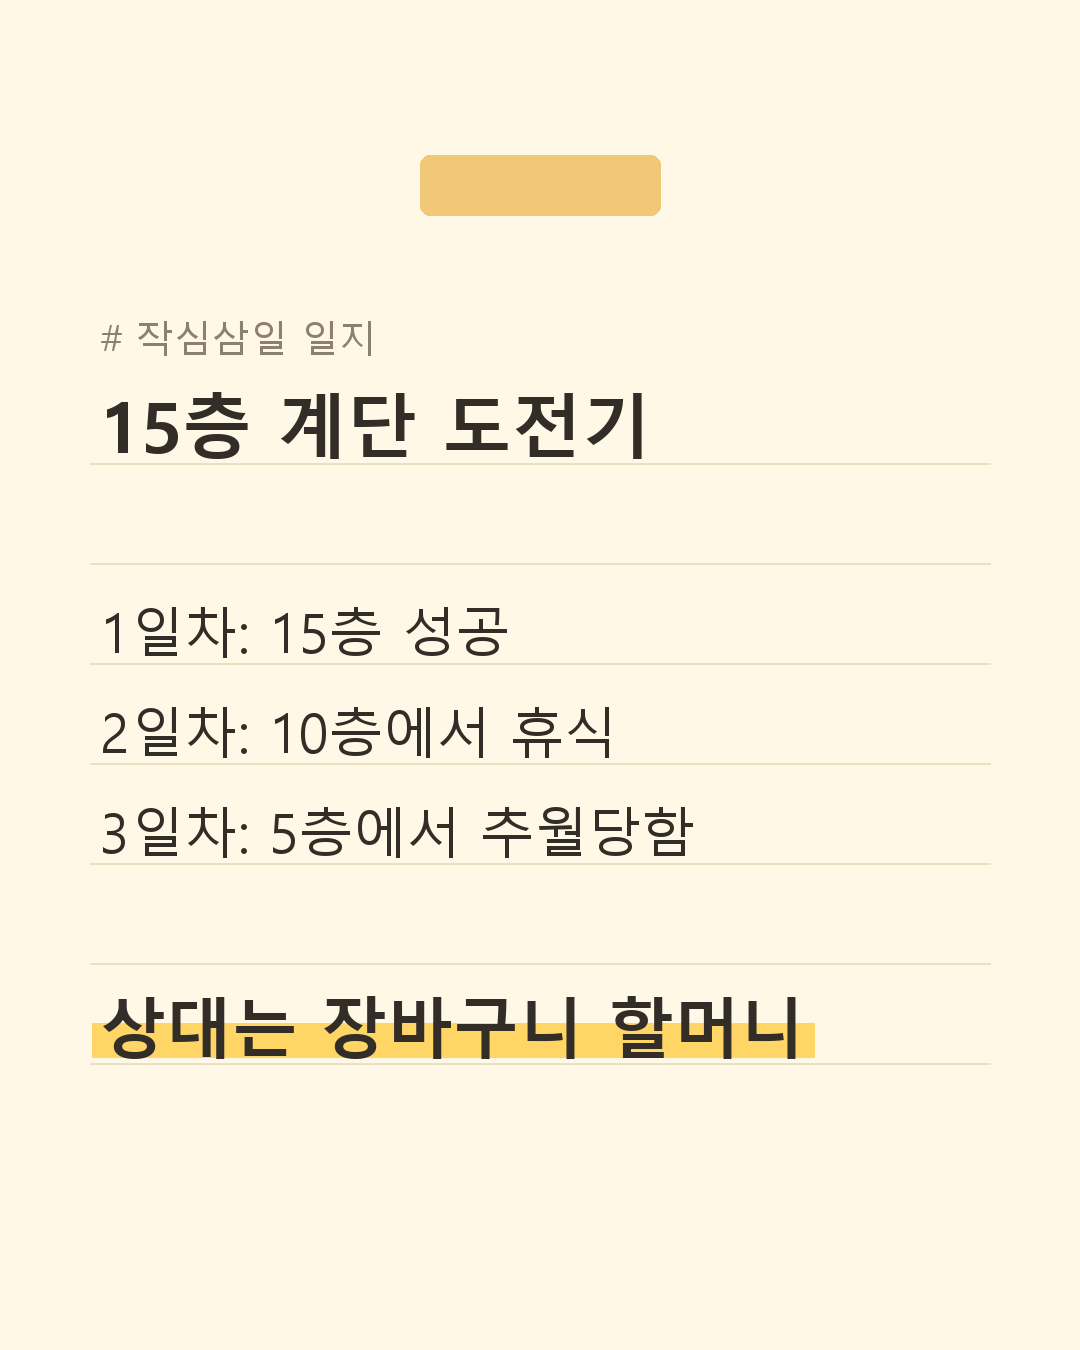 # 작심삼일 일지
15층 계단 도전기
1일차: 15층 성공
2일차: 10층에서 휴식
3일차: 5층에서 추월당함
상대는 장바구니 할머니